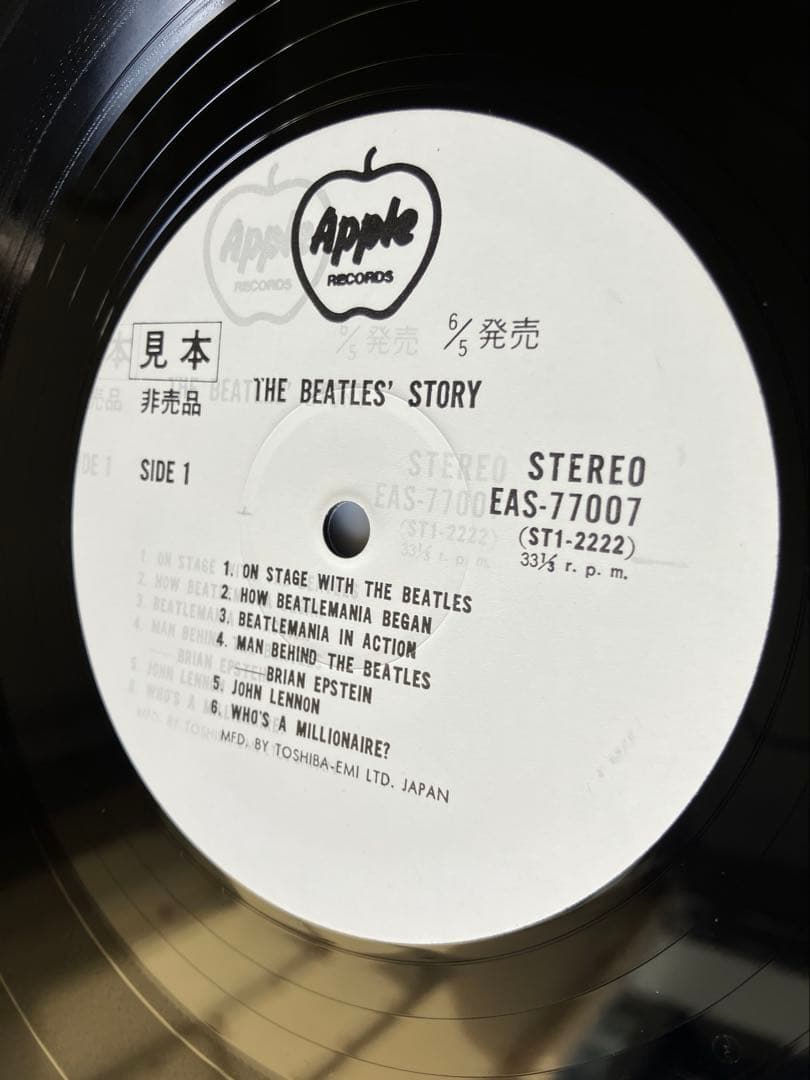 Apple
RECORDS
6/5 発売
見本
非売品
THE BEATLES' STORY
SIDE 1
STEREO
EAS-77007
(ST1-2222)
33⅓ r. p. m.
1. ON STAGE WITH THE BEATLES
2. HOW BEATLEMANIA BEGAN
3. BEATLEMANIA IN ACTION
4. MAN BEHIND THE BEATLES
—BRIAN EPSTEIN
5. JOHN LENNON
6. WHO'S A MILLIONAIRE?
MFD. BY TOSHIBA-EMI LTD. JAPAN